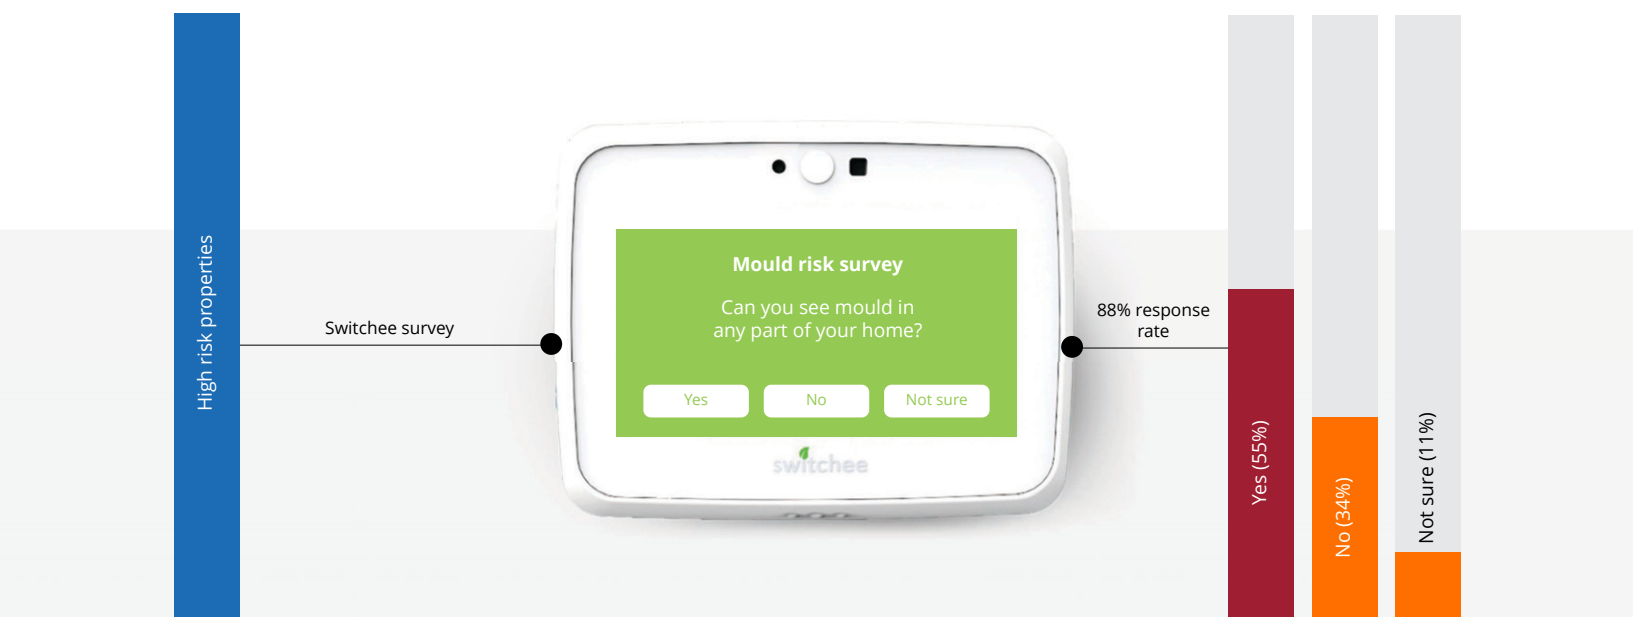 High risk properties
Switchee survey
Mould risk survey
Can you see mould in
any part of your home?
Yes
No
Not sure
switchee
88% response
rate
Yes (55%)
No (34%)
Not sure (11%)